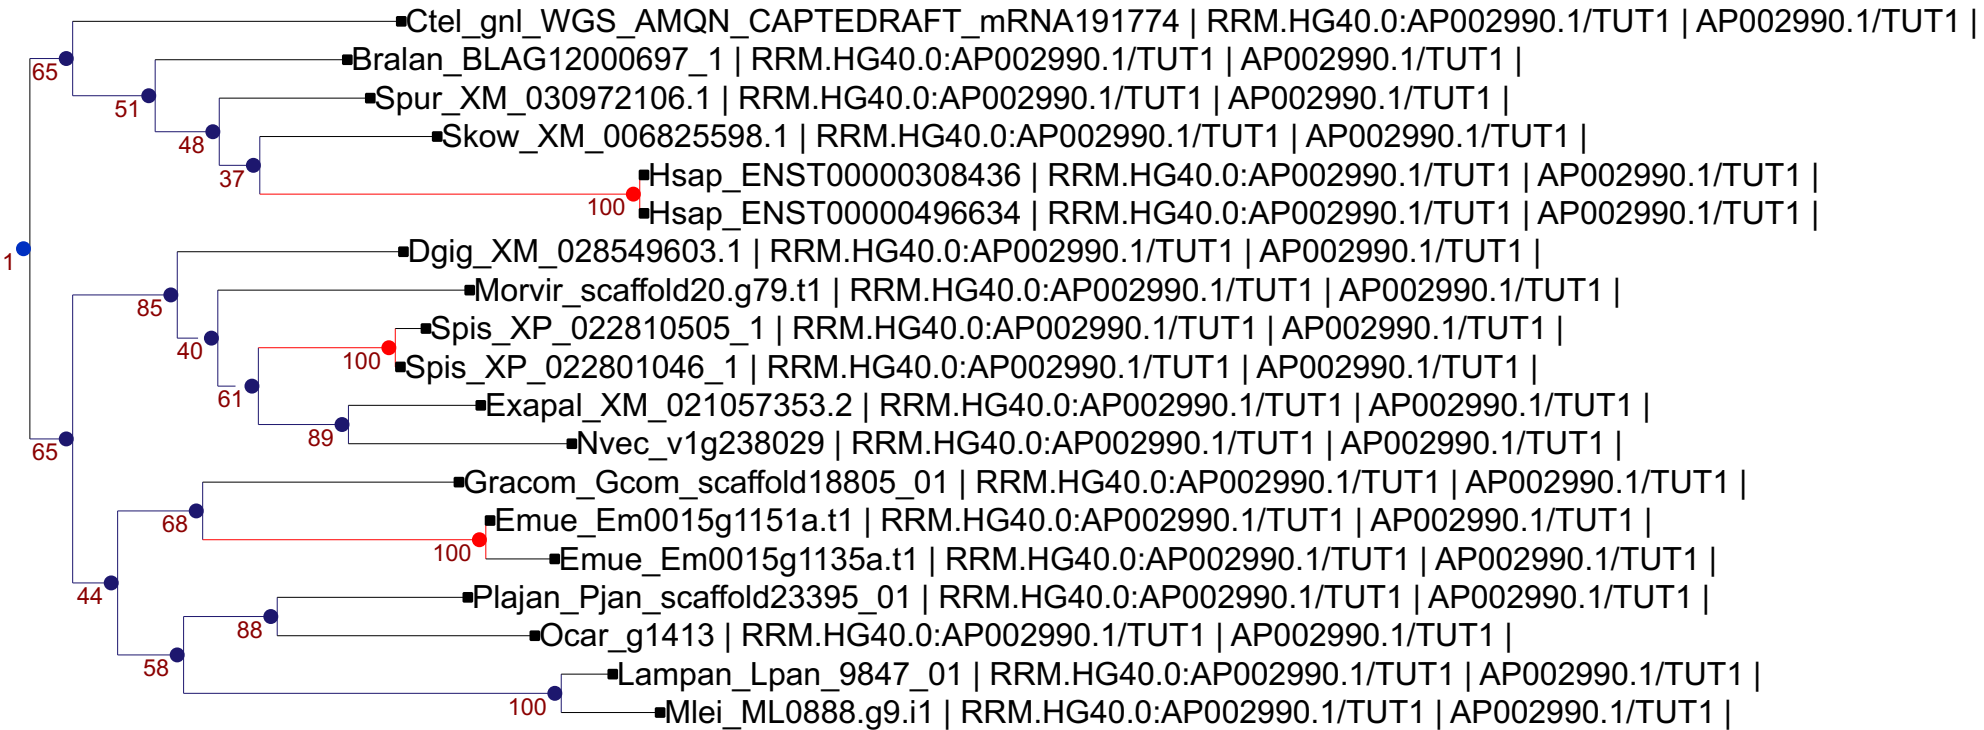 Ctel_gnl_WGS_AMQN_CAPTEDRAFT_mRNA191774 | RRM.HG40.0:AP002990.1/TUT1 | AP002990.1/TUT1 |
65
Bralan_BLAG12000697_1 | RRM.HG40.0:AP002990.1/TUT1 | AP002990.1/TUT1 |
51
Spur_XM_030972106.1 | RRM.HG40.0:AP002990.1/TUT1 | AP002990.1/TUT1 |
48
Skow_XM_006825598.1 | RRM.HG40.0:AP002990.1/TUT1 | AP002990.1/TUT1 |
37
Hsap_ENST00000308436 | RRM.HG40.0:AP002990.1/TUT1 | AP002990.1/TUT1 |
100
Hsap_ENST00000496634 | RRM.HG40.0:AP002990.1/TUT1 | AP002990.1/TUT1 |
1
Dgig_XM_028549603.1 | RRM.HG40.0:AP002990.1/TUT1 | AP002990.1/TUT1 |
85
Morvir_scaffold20.g79.t1 | RRM.HG40.0:AP002990.1/TUT1 | AP002990.1/TUT1 |
40
Spis_XP_022810505_1 | RRM.HG40.0:AP002990.1/TUT1 | AP002990.1/TUT1 |
100
Spis_XP_022801046_1 | RRM.HG40.0:AP002990.1/TUT1 | AP002990.1/TUT1 |
61
Exapal_XM_021057353.2 | RRM.HG40.0:AP002990.1/TUT1 | AP002990.1/TUT1 |
89
Nvec_v1g238029 | RRM.HG40.0:AP002990.1/TUT1 | AP002990.1/TUT1 |
65
Gracom_Gcom_scaffold18805_01 | RRM.HG40.0:AP002990.1/TUT1 | AP002990.1/TUT1 |
68
Emue_Em0015g1151a.t1 | RRM.HG40.0:AP002990.1/TUT1 | AP002990.1/TUT1 |
100
Emue_Em0015g1135a.t1 | RRM.HG40.0:AP002990.1/TUT1 | AP002990.1/TUT1 |
44
Plajan_Pjan_scaffold23395_01 | RRM.HG40.0:AP002990.1/TUT1 | AP002990.1/TUT1 |
88
Ocar_g1413 | RRM.HG40.0:AP002990.1/TUT1 | AP002990.1/TUT1 |
58
Lampan_Lpan_9847_01 | RRM.HG40.0:AP002990.1/TUT1 | AP002990.1/TUT1 |
100
Mlei_ML0888.g9.i1 | RRM.HG40.0:AP002990.1/TUT1 | AP002990.1/TUT1 |